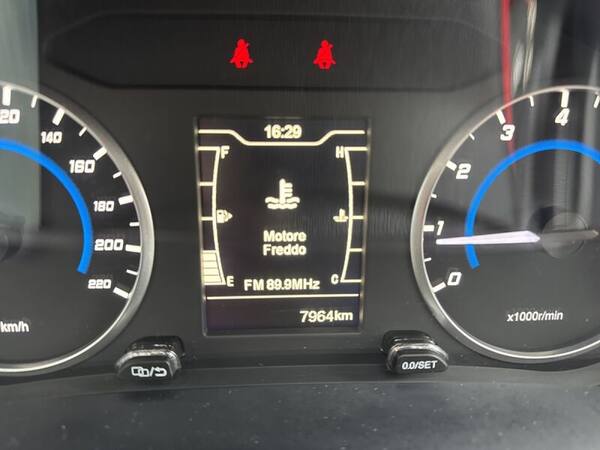 16:29
F
H
Motore
Freddo
E
C
FM 89.9MHz
7964km
120
140
160
180
200
220
km/h
0
1
2
3
4
x1000r/min
0.0/SET